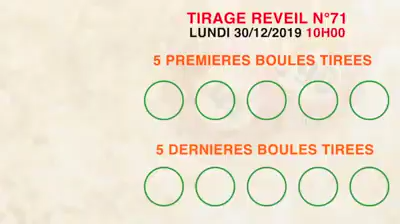 TIRAGE REVEIL N°71
LUNDI 30/12/2019 10H00
5 PREMIERES BOULES TIREES
5 DERNIERES BOULES TIREES